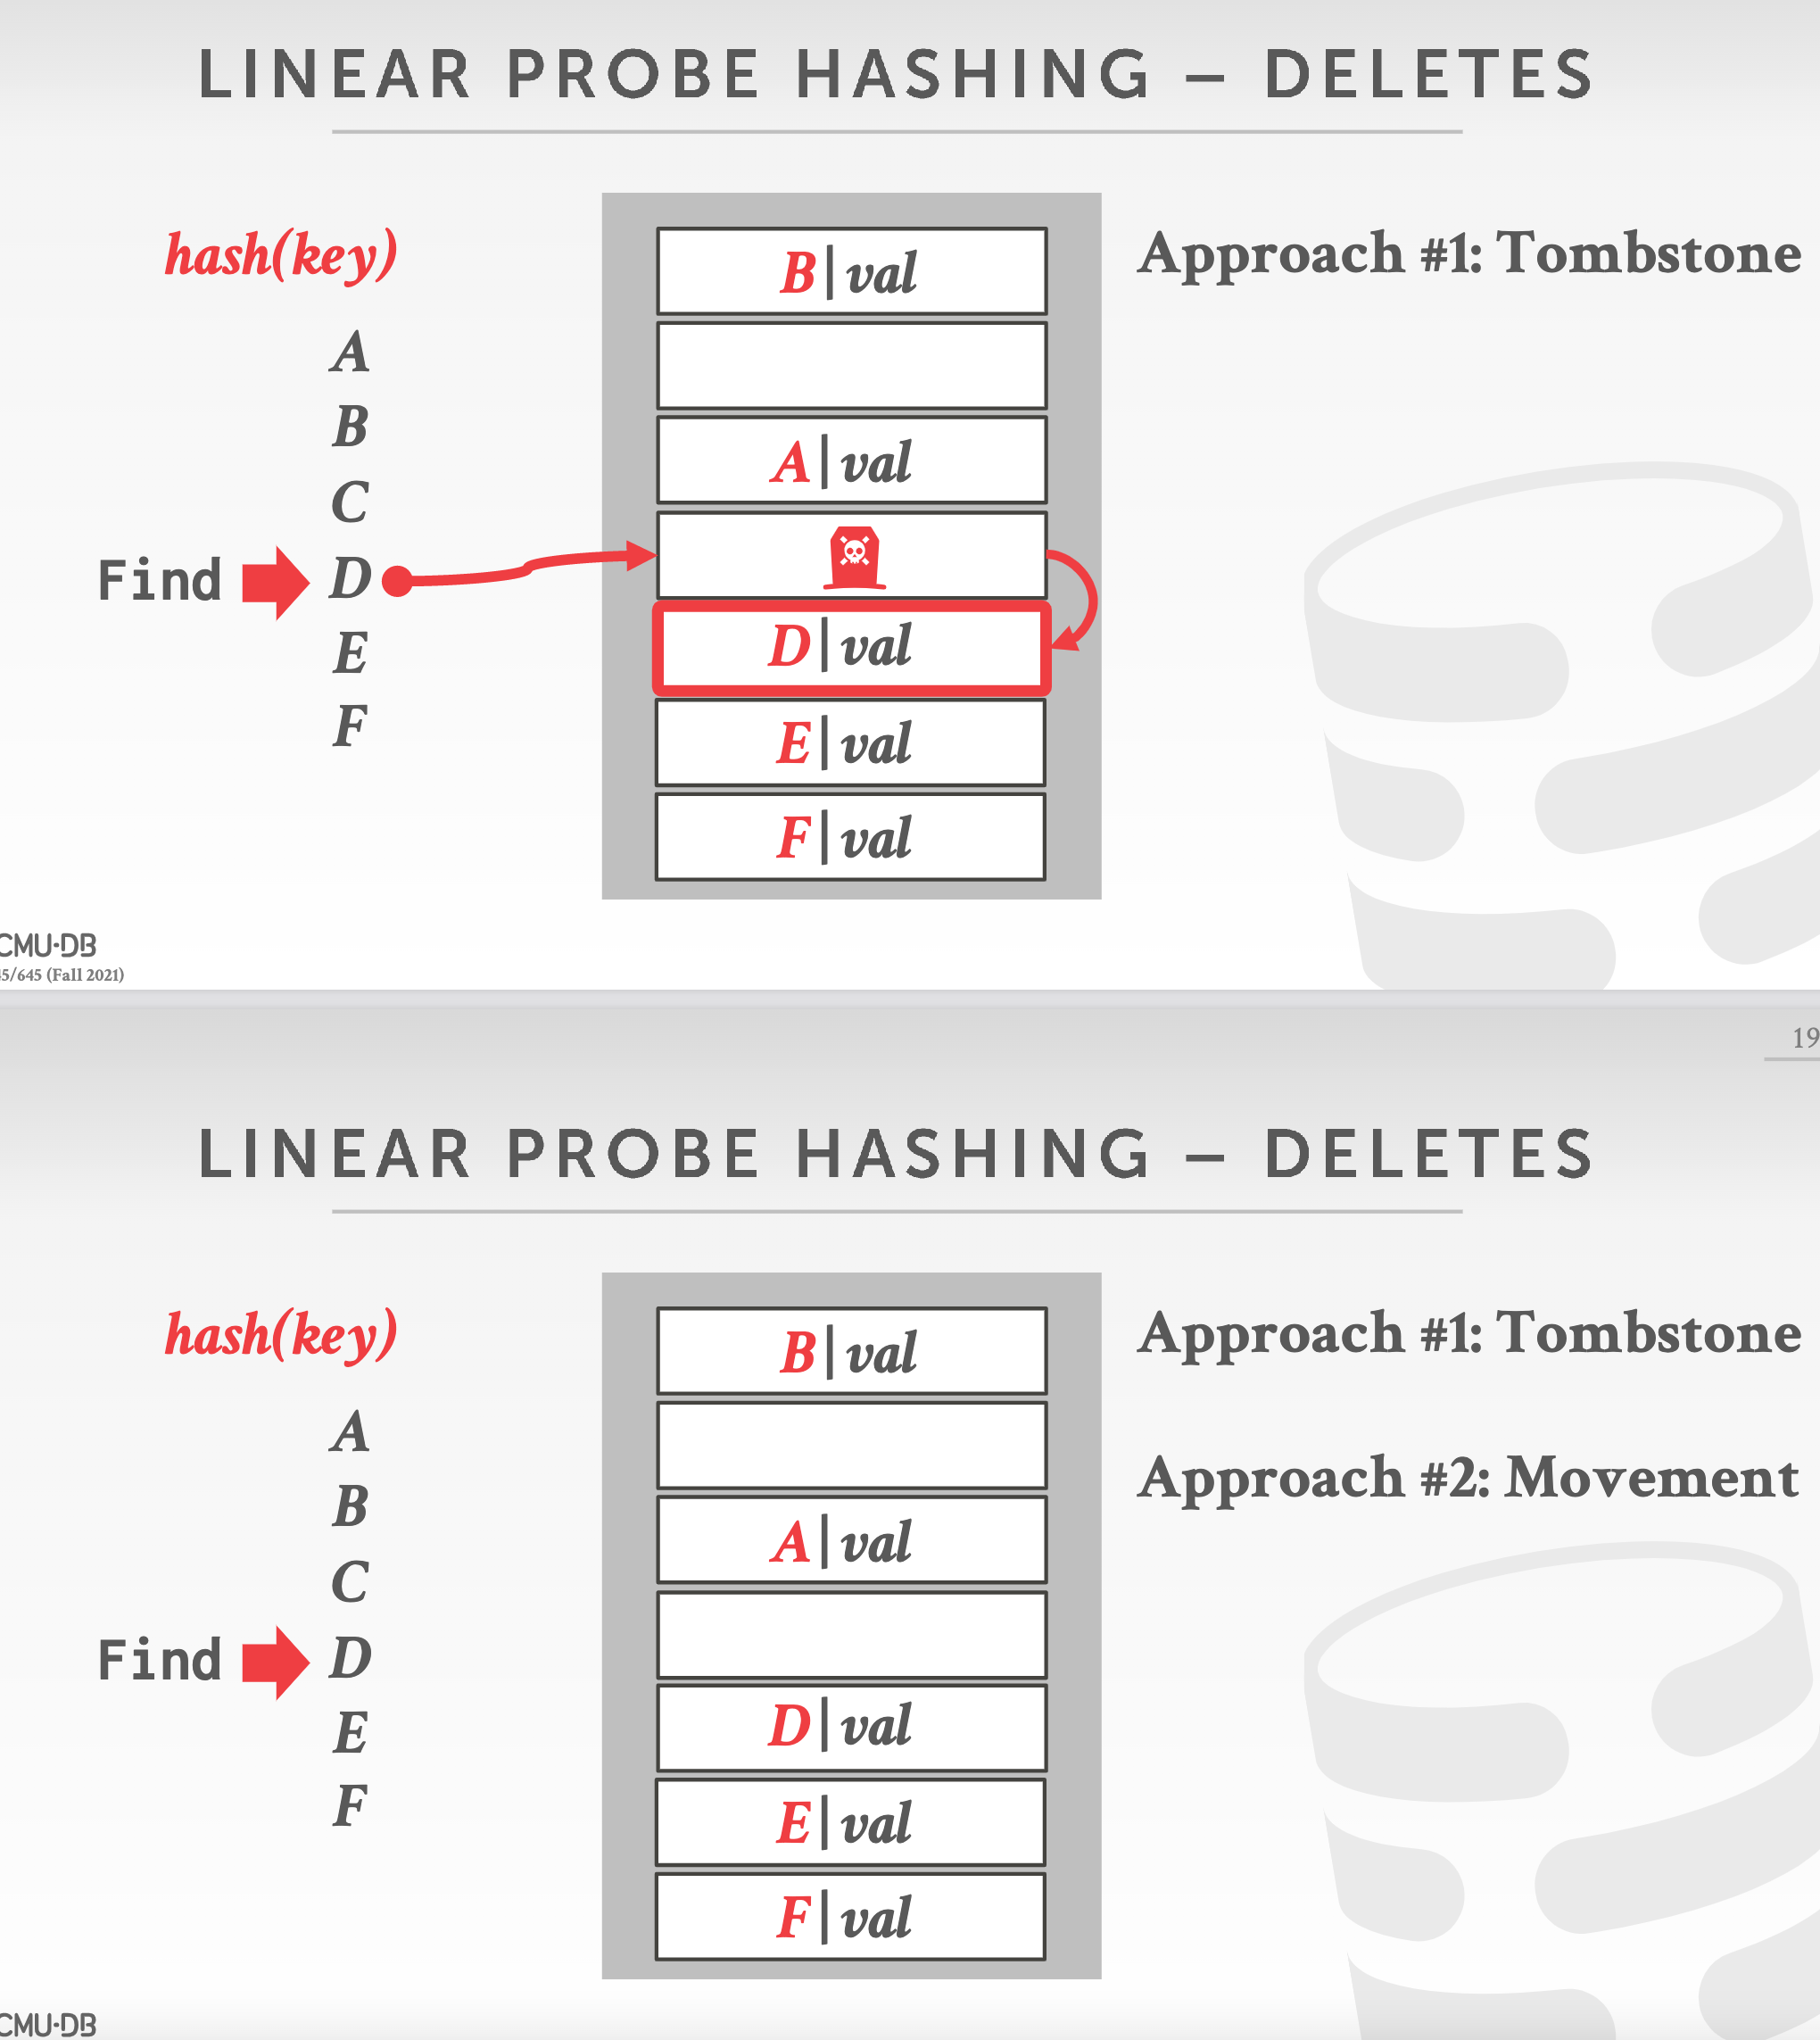 LINEAR PROBE HASHING – DELETES
hash(key)
A
B
C
Find D
E
F
B|val
A|val
D|val
E|val
F|val
Approach #1: Tombstone
CMU·DB
5/645 (Fall 2021)
19
LINEAR PROBE HASHING – DELETES
hash(key)
A
B
C
Find D
E
F
B|val
A|val
D|val
E|val
F|val
Approach #1: Tombstone
Approach #2: Movement
CMU·DB